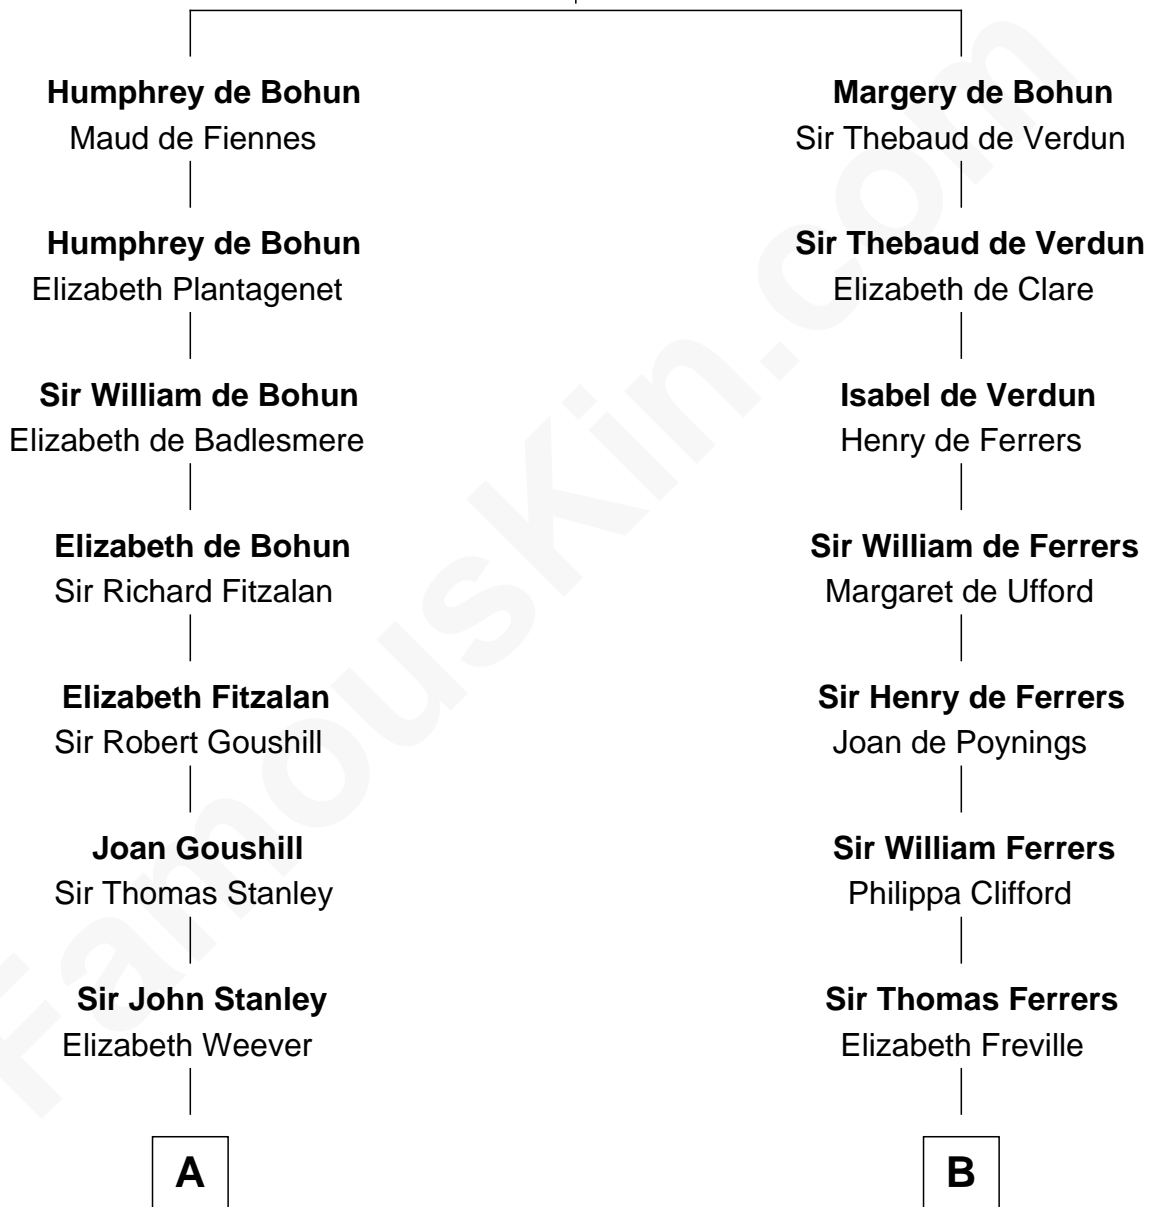 Humphrey de Bohun
Maud de Fiennes
Humphrey de Bohun
Elizabeth Plantagenet
Sir William de Bohun
Elizabeth de Badlesmere
Elizabeth de Bohun
Sir Richard Fitzalan
Elizabeth Fitzalan
Sir Robert Goushill
Joan Goushill
Sir Thomas Stanley
Sir John Stanley
Elizabeth Weever
A
Margery de Bohun
Sir Thebaud de Verdun
Sir Thebaud de Verdun
Elizabeth de Clare
Isabel de Verdun
Henry de Ferrers
Sir William de Ferrers
Margaret de Ufford
Sir Henry de Ferrers
Joan de Poynings
Sir William Ferrers
Philippa Clifford
Sir Thomas Ferrers
Elizabeth Freville
B
FamousKin.com